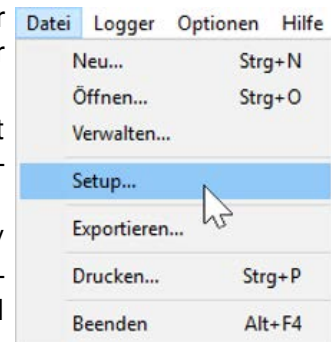 Datei Logger Optionen Hilfe
Neu... Strg+N
Öffnen... Strg+O
Verwalten...
Setup...
Exportieren...
Drucken... Strg+P
Beenden Alt+F4